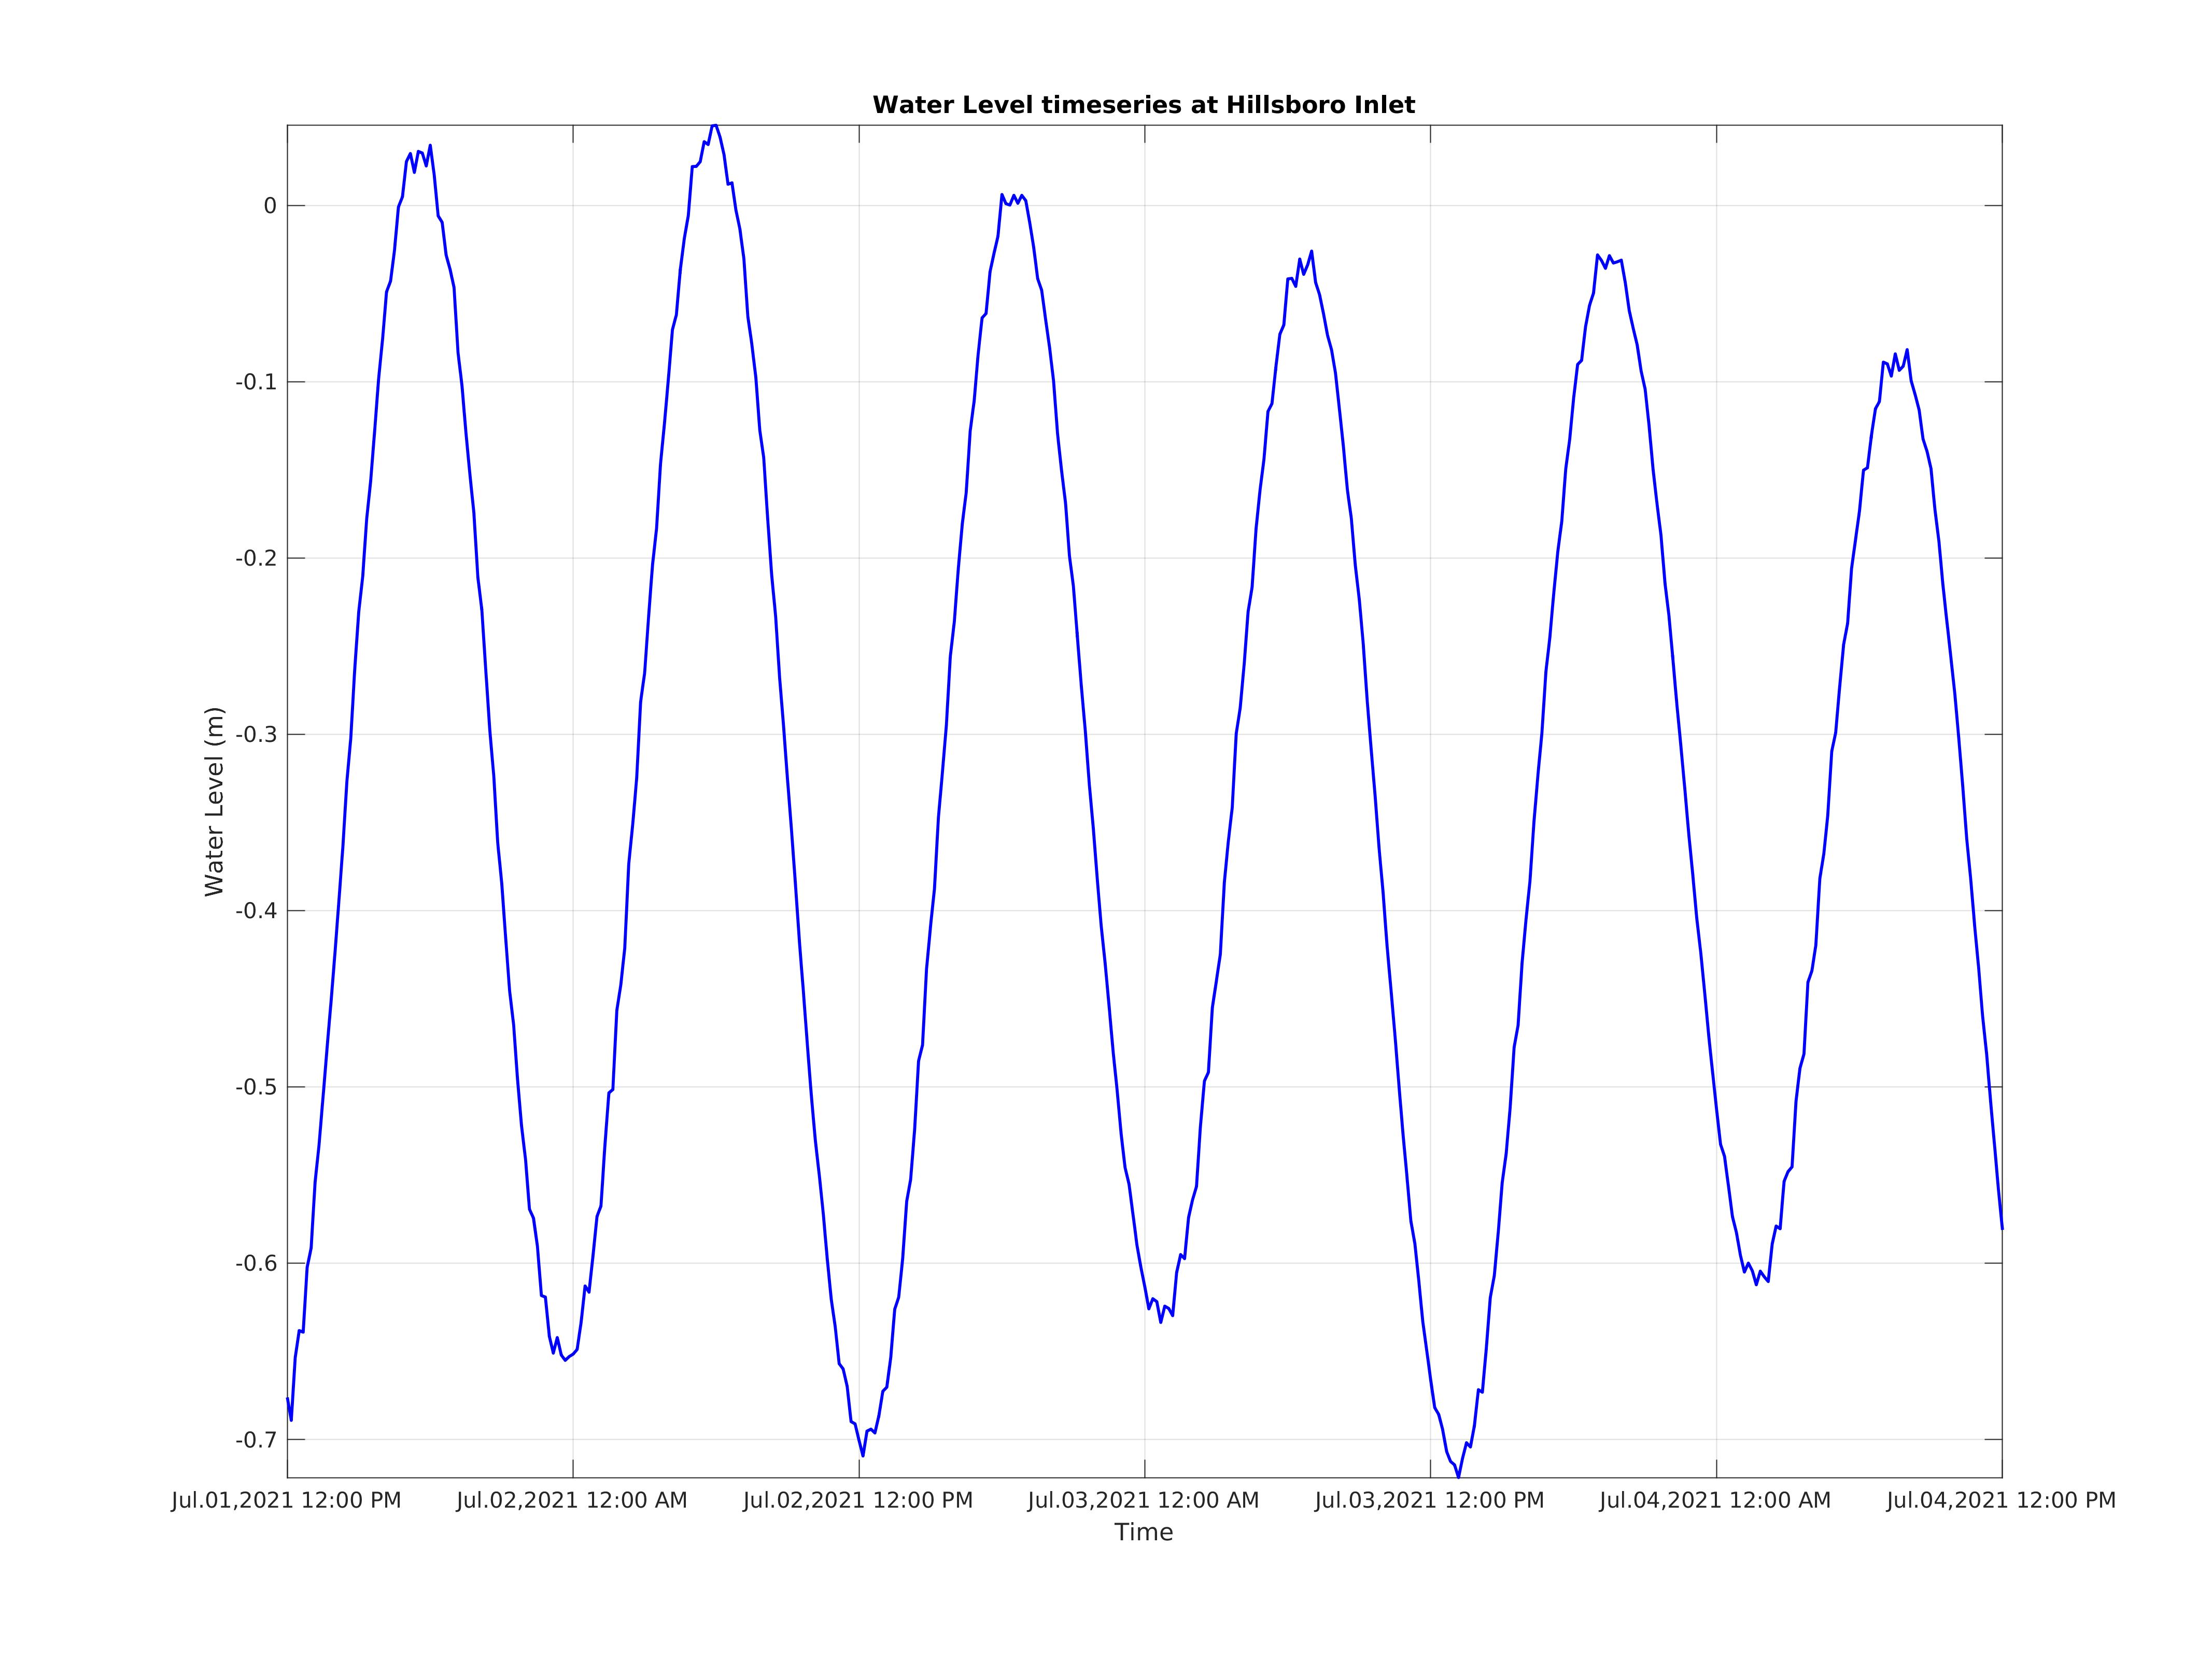 Water Level timeseries at Hillsboro Inlet
0
-0.1
-0.2
-0.3
-0.4
-0.5
-0.6
-0.7
Water Level (m)
Jul.01,2021 12:00 PM
Jul.02,2021 12:00 AM
Jul.02,2021 12:00 PM
Jul.03,2021 12:00 AM
Jul.03,2021 12:00 PM
Jul.04,2021 12:00 AM
Jul.04,2021 12:00 PM
Time